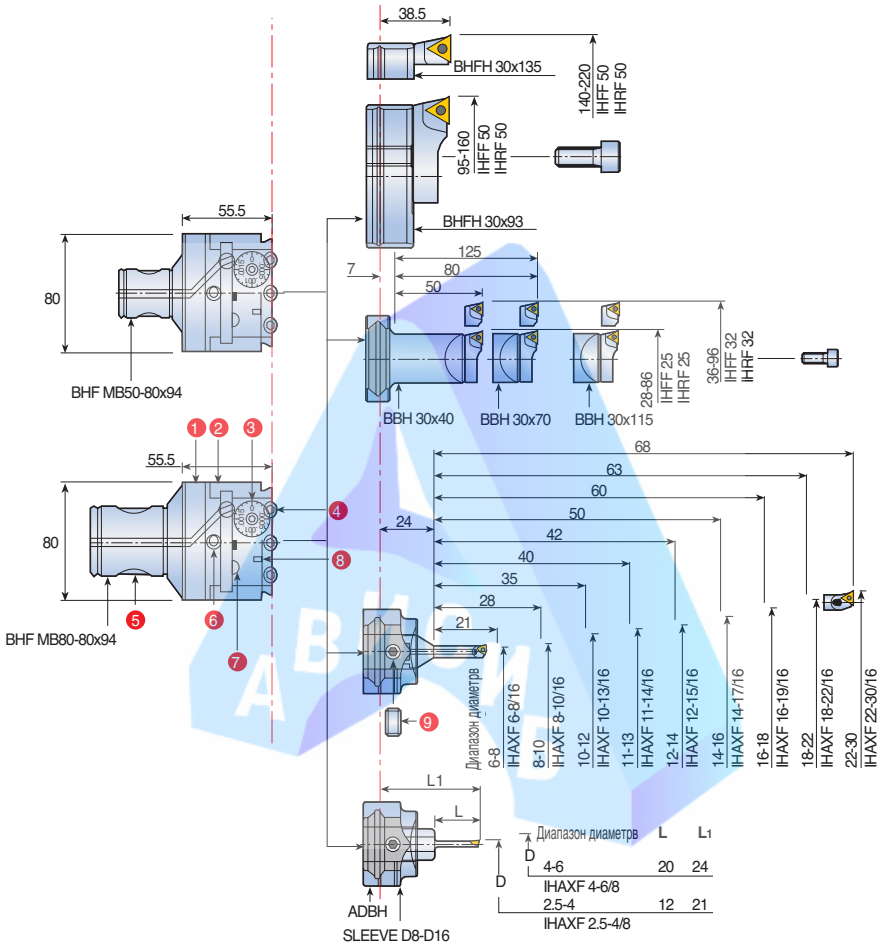 38.5
BHFH 30x135
140-220
IHFF 50
IHRF 50
95-160
IHFF 50
IHRF 50
BHFH 30x93
55.5
80
BHF MB50-80x94
7
125
80
50
28-86
IHFF 25
IHRF 25
36-96
IHFF 32
IHRF 32
BBH 30x40
BBH 30x70
BBH 30x115
1
2
3
55.5
80
4
8
5
6
7
BHF MB80-80x94
68
63
60
50
24
42
40
35
28
21
9
Диапазон диаметрв
6-8
IHAXF 6-8/16
8-10
IHAXF 8-10/16
10-12
IHAXF 10-13/16
11-13
IHAXF 11-14/16
12-14
IHAXF 12-15/16
14-16
IHAXF 14-17/16
16-18
IHAXF 16-19/16
18-22
IHAXF 18-22/16
22-30
IHAXF 22-30/16
АВИСИВ
L1
L
ADBH
SLEEVE D8-D16
D
D
Диапазон диаметрв L L1
4-6 20 24
IHAXF 4-6/8
2.5-4 12 21
IHAXF 2.5-4/8